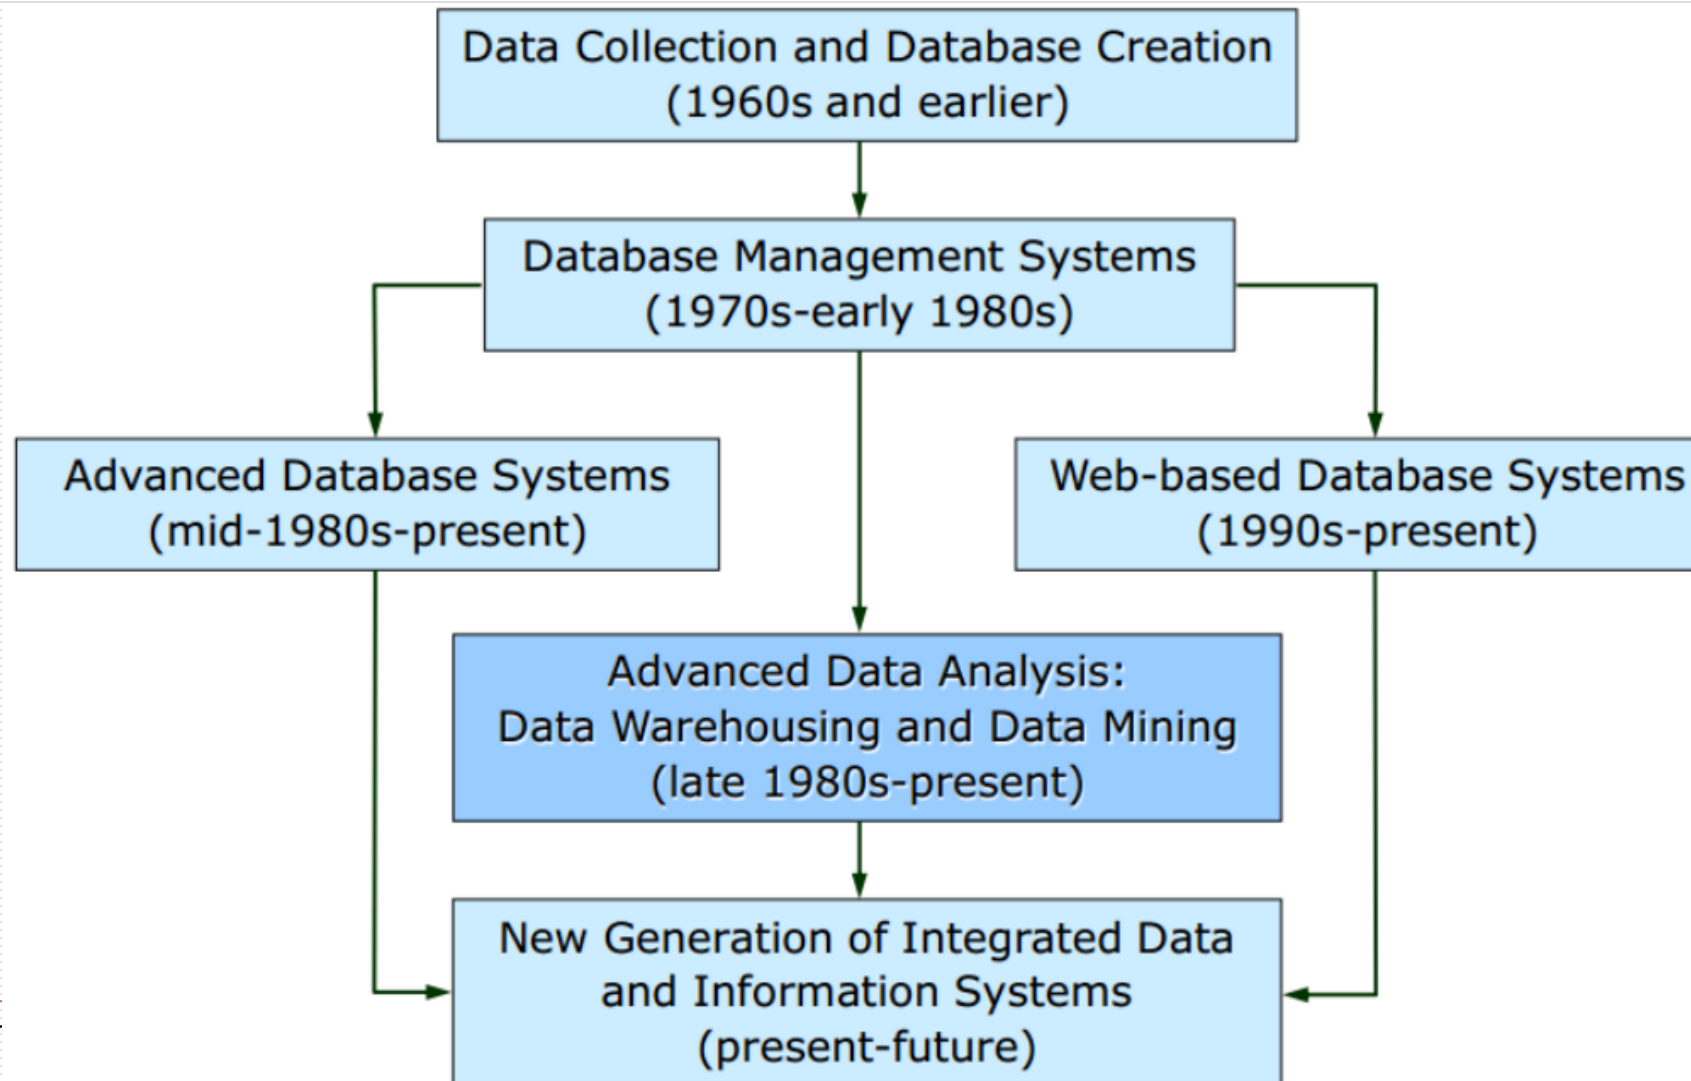 Data Collection and Database Creation
(1960s and earlier)
Database Management Systems
(1970s-early 1980s)
Advanced Database Systems
(mid-1980s-present)
Web-based Database Systems
(1990s-present)
Advanced Data Analysis:
Data Warehousing and Data Mining
(late 1980s-present)
New Generation of Integrated Data
and Information Systems
(present-future)